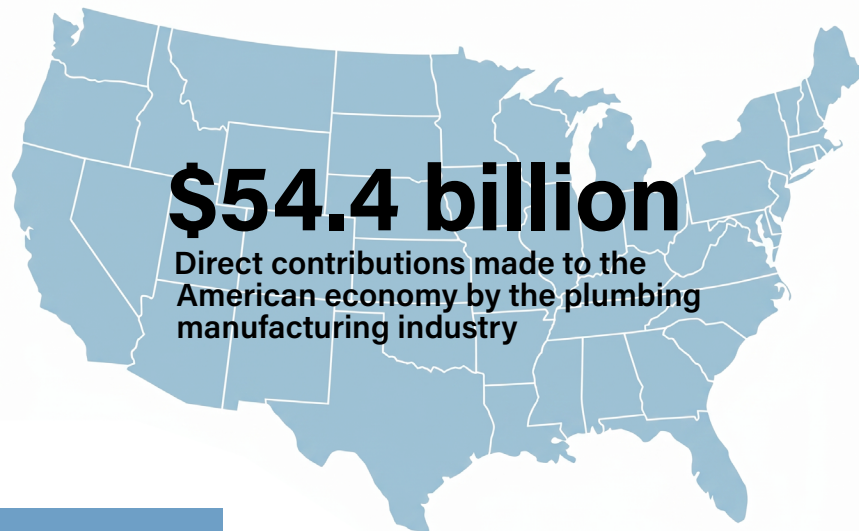 $54.4 billion
Direct contributions made to the
American economy by the plumbing
manufacturing industry